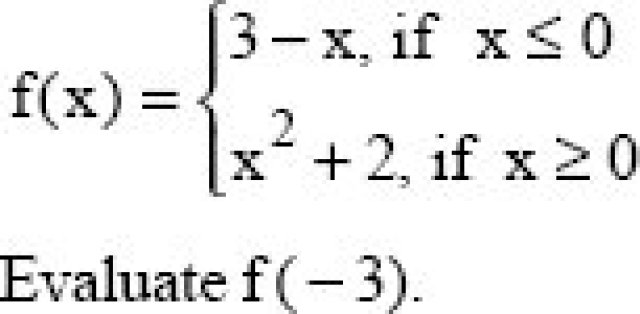 f(x) = { 3 – x, if x ≤ 0
x² + 2, if x ≥ 0
Evaluate f(– 3).